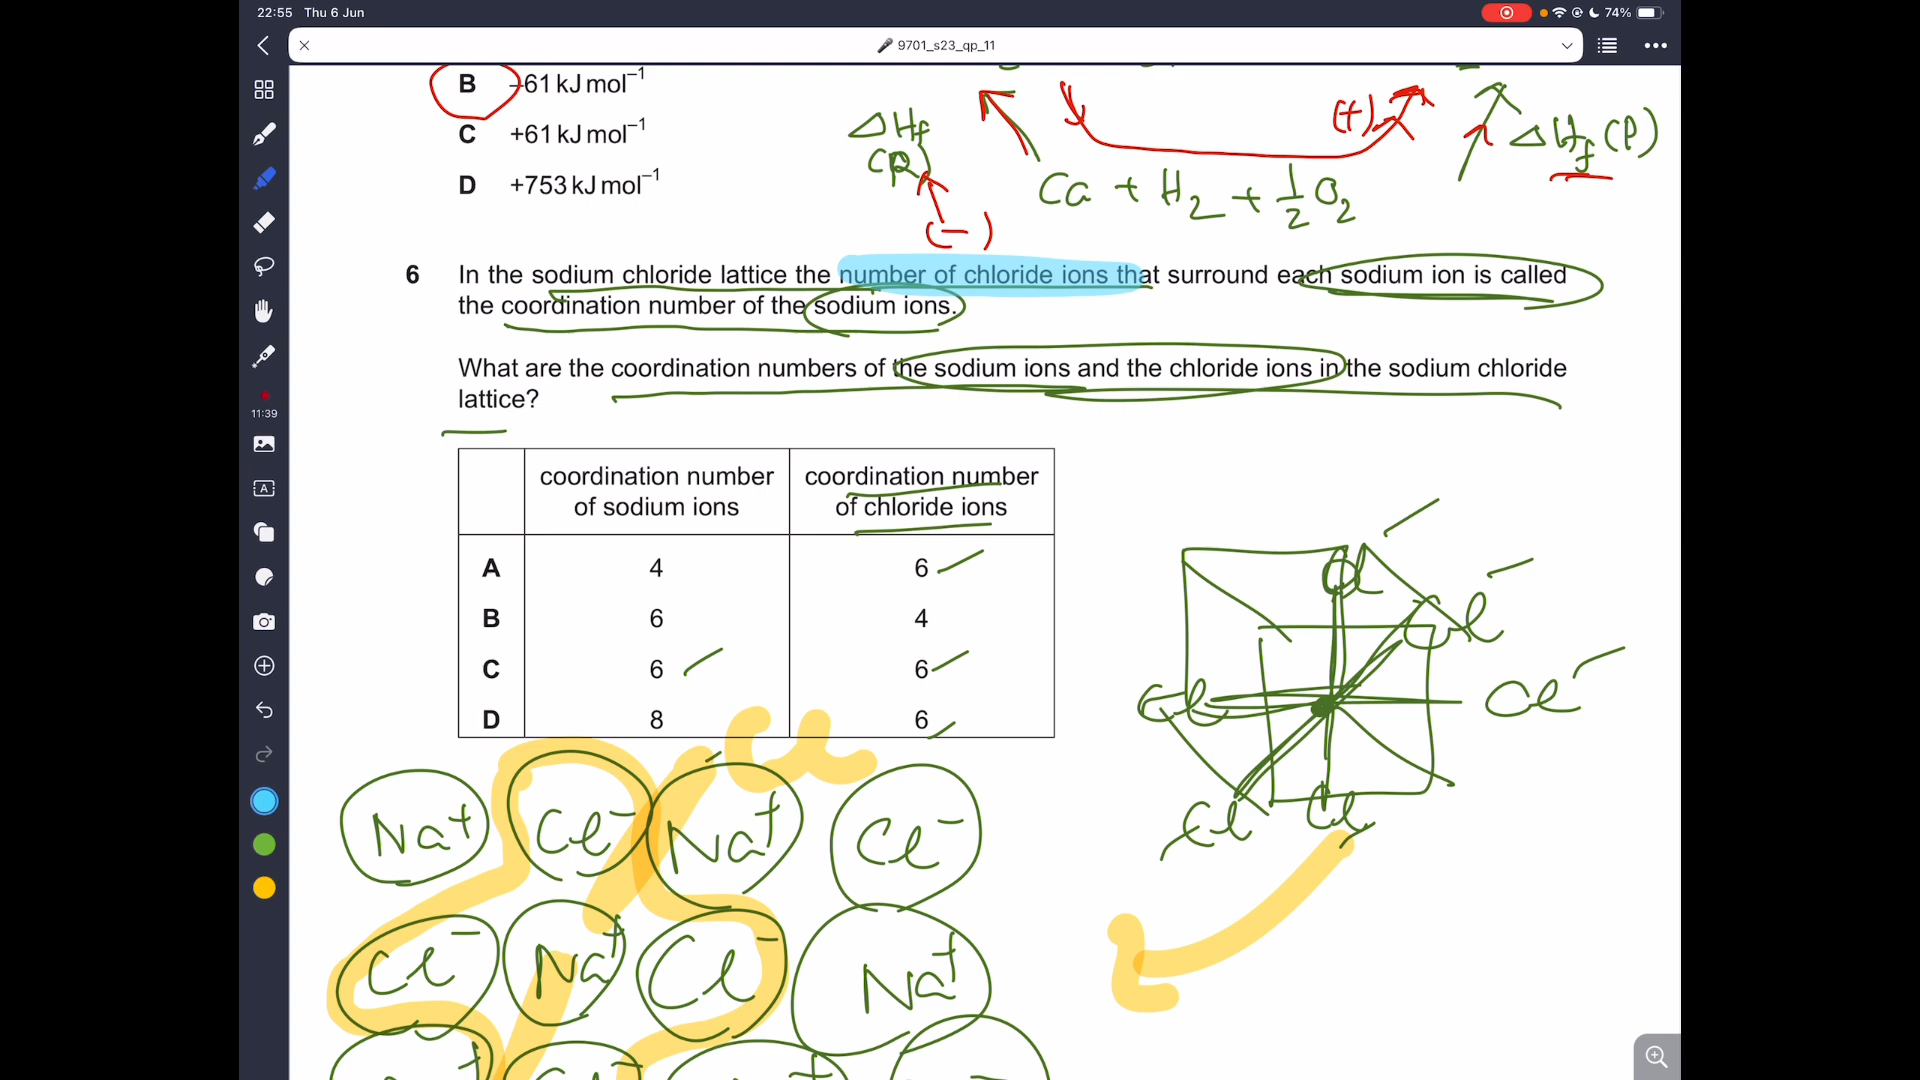 22:55 Thu 6 Jun
74%
9701_s23_qp_11
B –61 kJ mol⁻¹
C +61 kJ mol⁻¹
D +753 kJ mol⁻¹
ΔHf
(P)
(+)
ΔHf (P)
Ca + H2 + 1/2 O2
(-)
6 In the sodium chloride lattice the number of chloride ions that surround each sodium ion is called
the coordination number of the sodium ions.
What are the coordination numbers of the sodium ions and the chloride ions in the sodium chloride
lattice?
11:39
coordination number of sodium ions
coordination number of chloride ions
A 4 6
B 6 4
C 6 6
D 8 6
Cl
Cl
Cl
Cl
Cl
Cl
Cl
Na+ Cl- Na+ Cl-
Cl- Na+ Cl- Na+